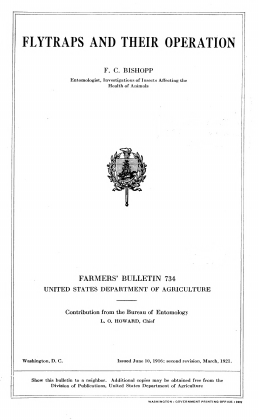 FLYTRAPS AND THEIR OPERATION
F. C. BISHOPP
Entomologist, Investigations of Insects Affecting the
Health of Animals
FARMERS' BULLETIN 734
UNITED STATES DEPARTMENT OF AGRICULTURE
Contribution from the Bureau of Entomology
L. O. HOWARD, Chief
Washington, D. C. Issued June 10, 1916; second revision, March, 1921.
Show this bulletin to a neighbor. Additional copies may be obtained free from the
Division of Publications, United States Department of Agriculture
WASHINGTON : GOVERNMENT PRINTING OFFICE :